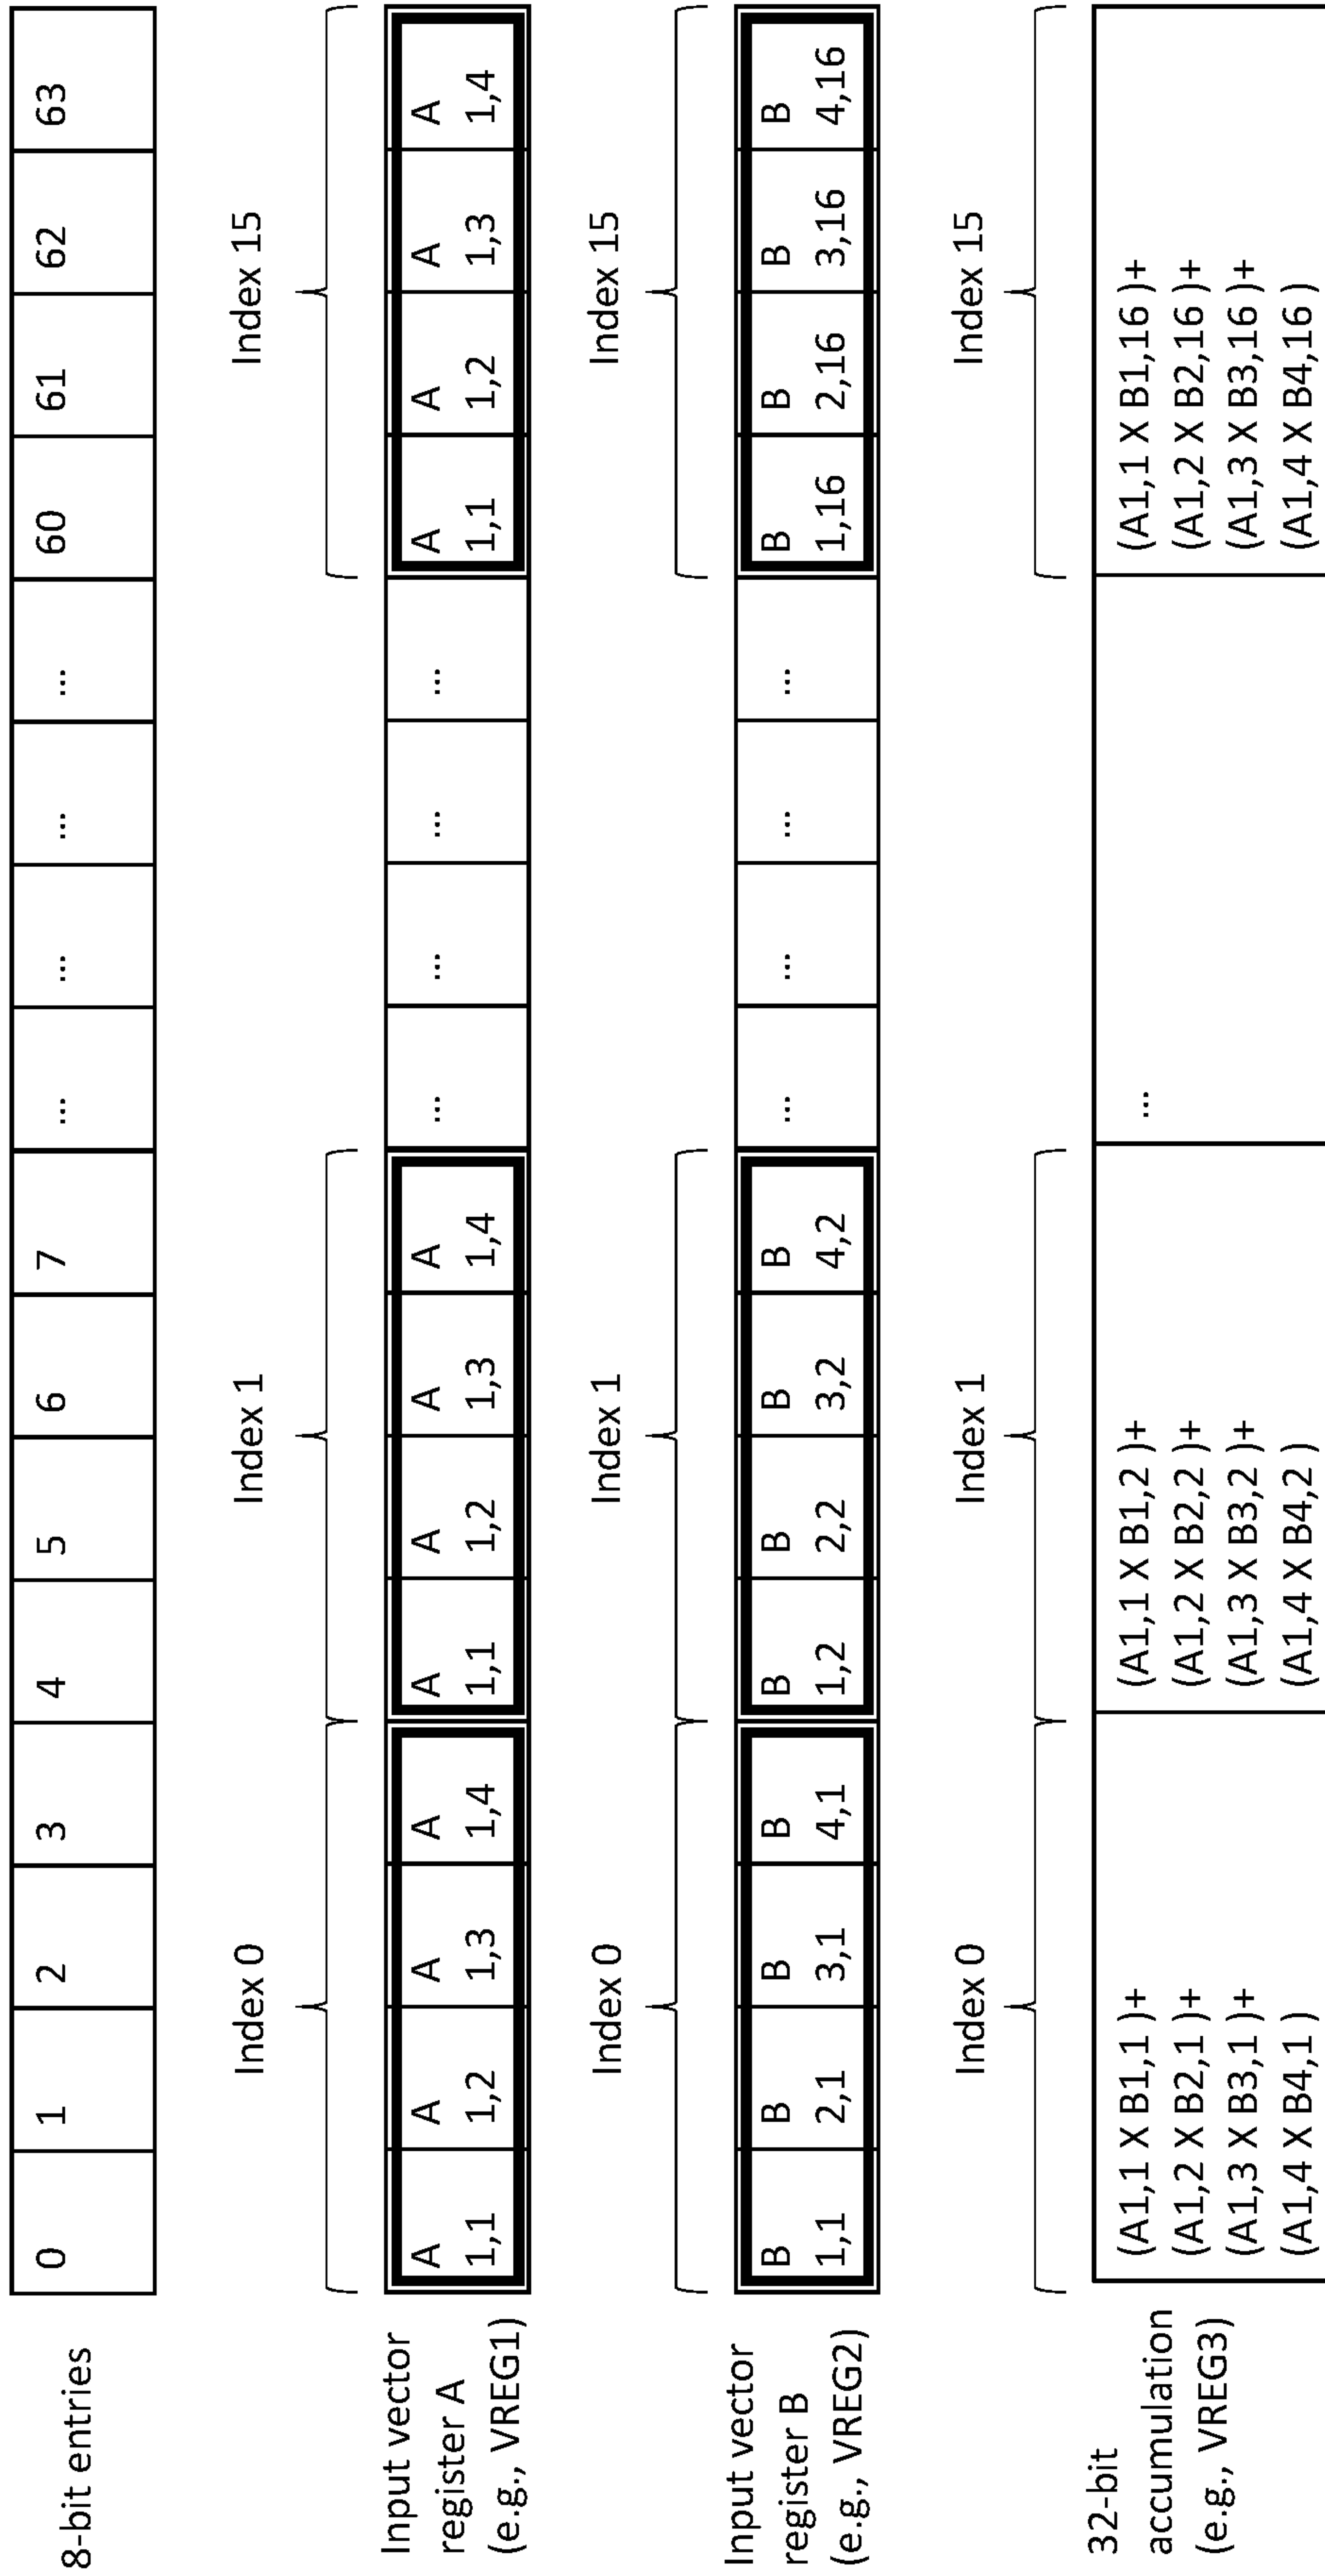 8-bit entries
0 1 2 3 4 5 6 7 ... ... ... ... 60 61 62 63
Index 0 Index 1 Index 15
Input vector
register A
(e.g., VREG1)
A A A A A A A A ... ... ... ... A A A A
1,1 1,2 1,3 1,4 1,1 1,2 1,3 1,4 1,1 1,2 1,3 1,4
Index 0 Index 1 Index 15
Input vector
register B
(e.g., VREG2)
B B B B B B B B ... ... ... ... B B B B
1,1 2,1 3,1 4,1 1,2 2,2 3,2 4,2 1,16 2,16 3,16 4,16
Index 0 Index 1 Index 15
32-bit
accumulation
(e.g., VREG3)
(A1,1 X B1,1 )+ (A1,1 X B1,2 )+ ... (A1,1 X B1,16 )+
(A1,2 X B2,1 )+ (A1,2 X B2,2 )+ (A1,2 X B2,16 )+
(A1,3 X B3,1 )+ (A1,3 X B3,2 )+ (A1,3 X B3,16 )+
(A1,4 X B4,1 ) (A1,4 X B4,2 ) (A1,4 X B4,16 )